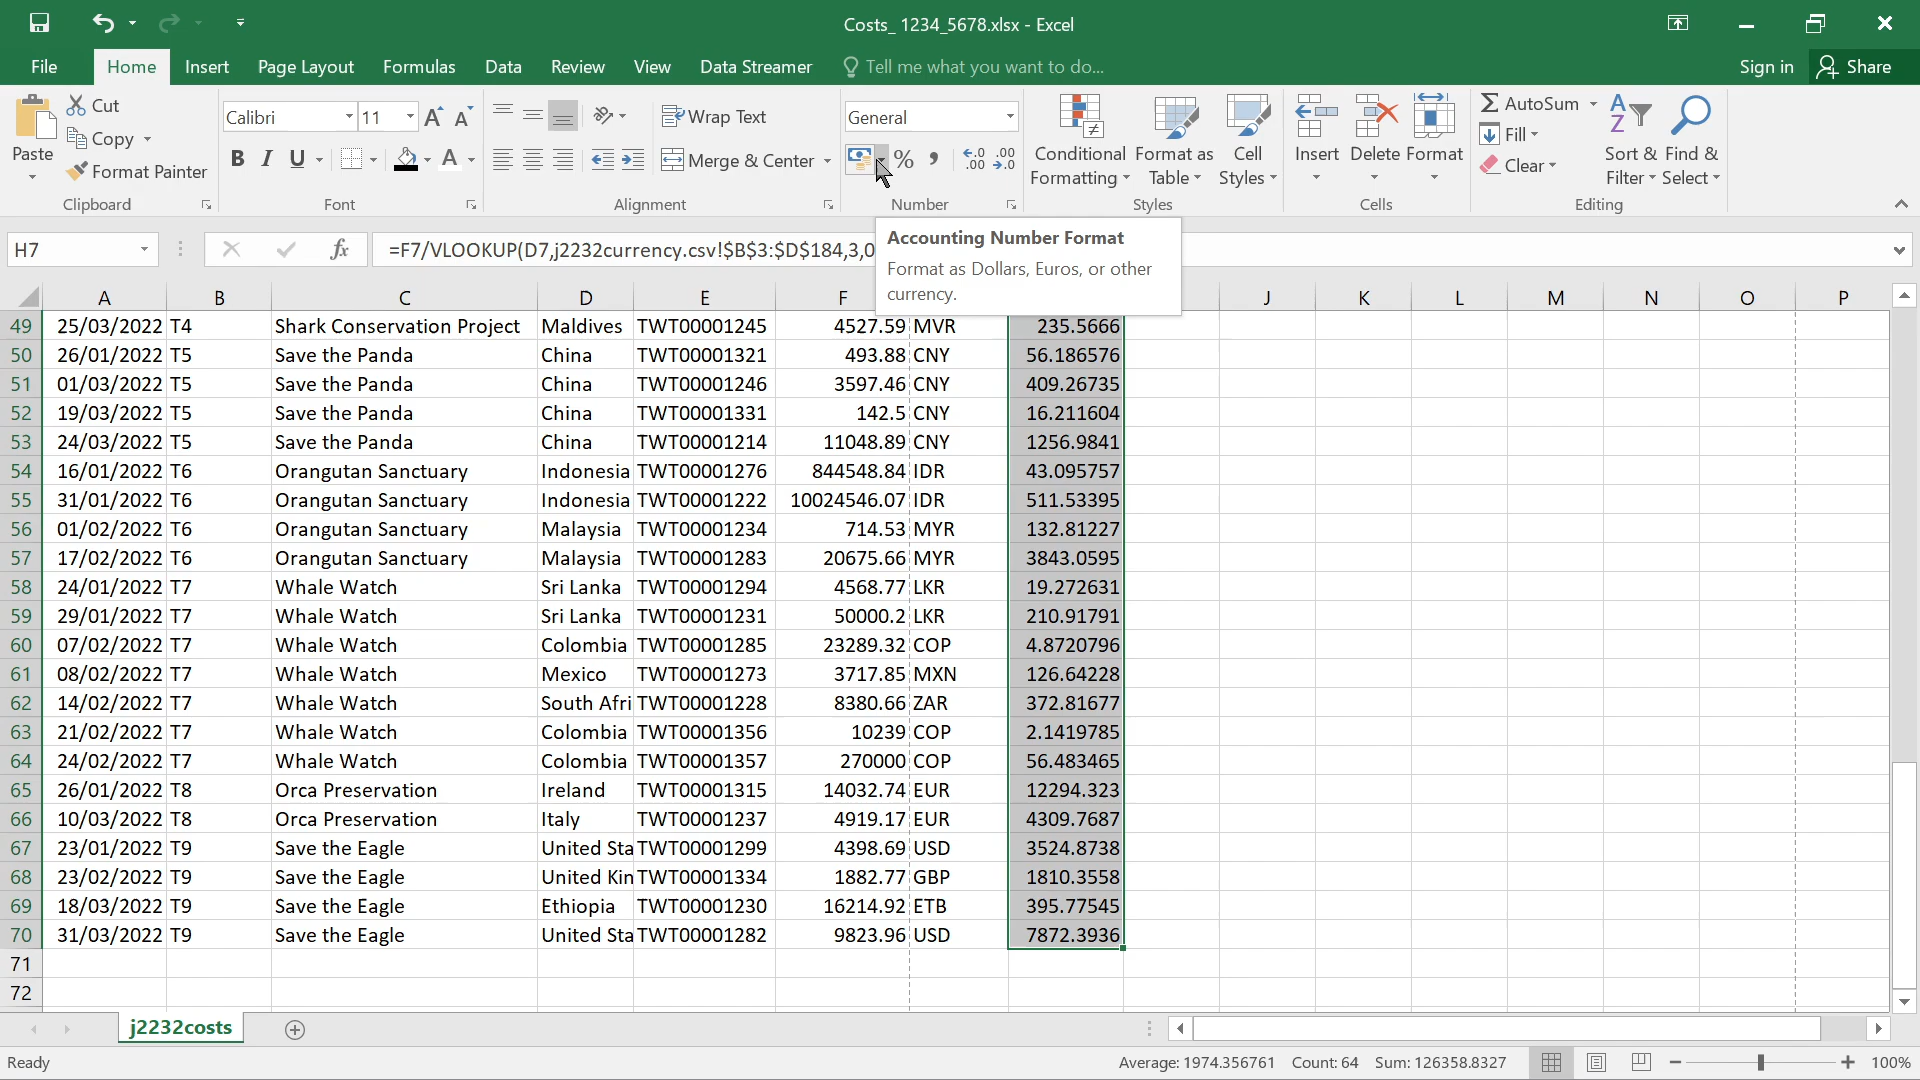 Costs_ 1234_5678.xlsx - Excel
File Home Insert Page Layout Formulas Data Review View Data Streamer Tell me what you want to do... Sign in Share
Paste
Cut
Copy
Format Painter
Clipboard
Calibri 11
B I U
Font
Wrap Text
Merge & Center
Alignment
General
% ,
Number
Conditional Formatting
Format as Table
Cell Styles
Styles
Insert Delete Format
Cells
AutoSum
Fill
Clear
Sort & Filter
Find & Select
Editing
H7 fx =F7/VLOOKUP(D7,j2232currency.csv!$B$3:$D$184,3,0
Accounting Number Format
Format as Dollars, Euros, or other
currency.
A B C D E F J K L M N O P
49 25/03/2022 T4 Shark Conservation Project Maldives TWT00001245 4527.59 MVR 235.5666
50 26/01/2022 T5 Save the Panda China TWT00001321 493.88 CNY 56.186576
51 01/03/2022 T5 Save the Panda China TWT00001246 3597.46 CNY 409.26735
52 19/03/2022 T5 Save the Panda China TWT00001331 142.5 CNY 16.211604
53 24/03/2022 T5 Save the Panda China TWT00001214 11048.89 CNY 1256.9841
54 16/01/2022 T6 Orangutan Sanctuary Indonesia TWT00001276 844548.84 IDR 43.095757
55 31/01/2022 T6 Orangutan Sanctuary Indonesia TWT00001222 10024546.07 IDR 511.53395
56 01/02/2022 T6 Orangutan Sanctuary Malaysia TWT00001234 714.53 MYR 132.81227
57 17/02/2022 T6 Orangutan Sanctuary Malaysia TWT00001283 20675.66 MYR 3843.0595
58 24/01/2022 T7 Whale Watch Sri Lanka TWT00001294 4568.77 LKR 19.272631
59 29/01/2022 T7 Whale Watch Sri Lanka TWT00001231 50000.2 LKR 210.91791
60 07/02/2022 T7 Whale Watch Colombia TWT00001285 23289.32 COP 4.8720796
61 08/02/2022 T7 Whale Watch Mexico TWT00001273 3717.85 MXN 126.64228
62 14/02/2022 T7 Whale Watch South Afri TWT00001228 8380.66 ZAR 372.81677
63 21/02/2022 T7 Whale Watch Colombia TWT00001356 10239 COP 2.1419785
64 24/02/2022 T7 Whale Watch Colombia TWT00001357 270000 COP 56.483465
65 26/01/2022 T8 Orca Preservation Ireland TWT00001315 14032.74 EUR 12294.323
66 10/03/2022 T8 Orca Preservation Italy TWT00001237 4919.17 EUR 4309.7687
67 23/01/2022 T9 Save the Eagle United Sta TWT00001299 4398.69 USD 3524.8738
68 23/02/2022 T9 Save the Eagle United Kin TWT00001334 1882.77 GBP 1810.3558
69 18/03/2022 T9 Save the Eagle Ethiopia TWT00001230 16214.92 ETB 395.77545
70 31/03/2022 T9 Save the Eagle United Sta TWT00001282 9823.96 USD 7872.3936
71
72
j2232costs
Ready Average: 1974.356761 Count: 64 Sum: 126358.8327 100%